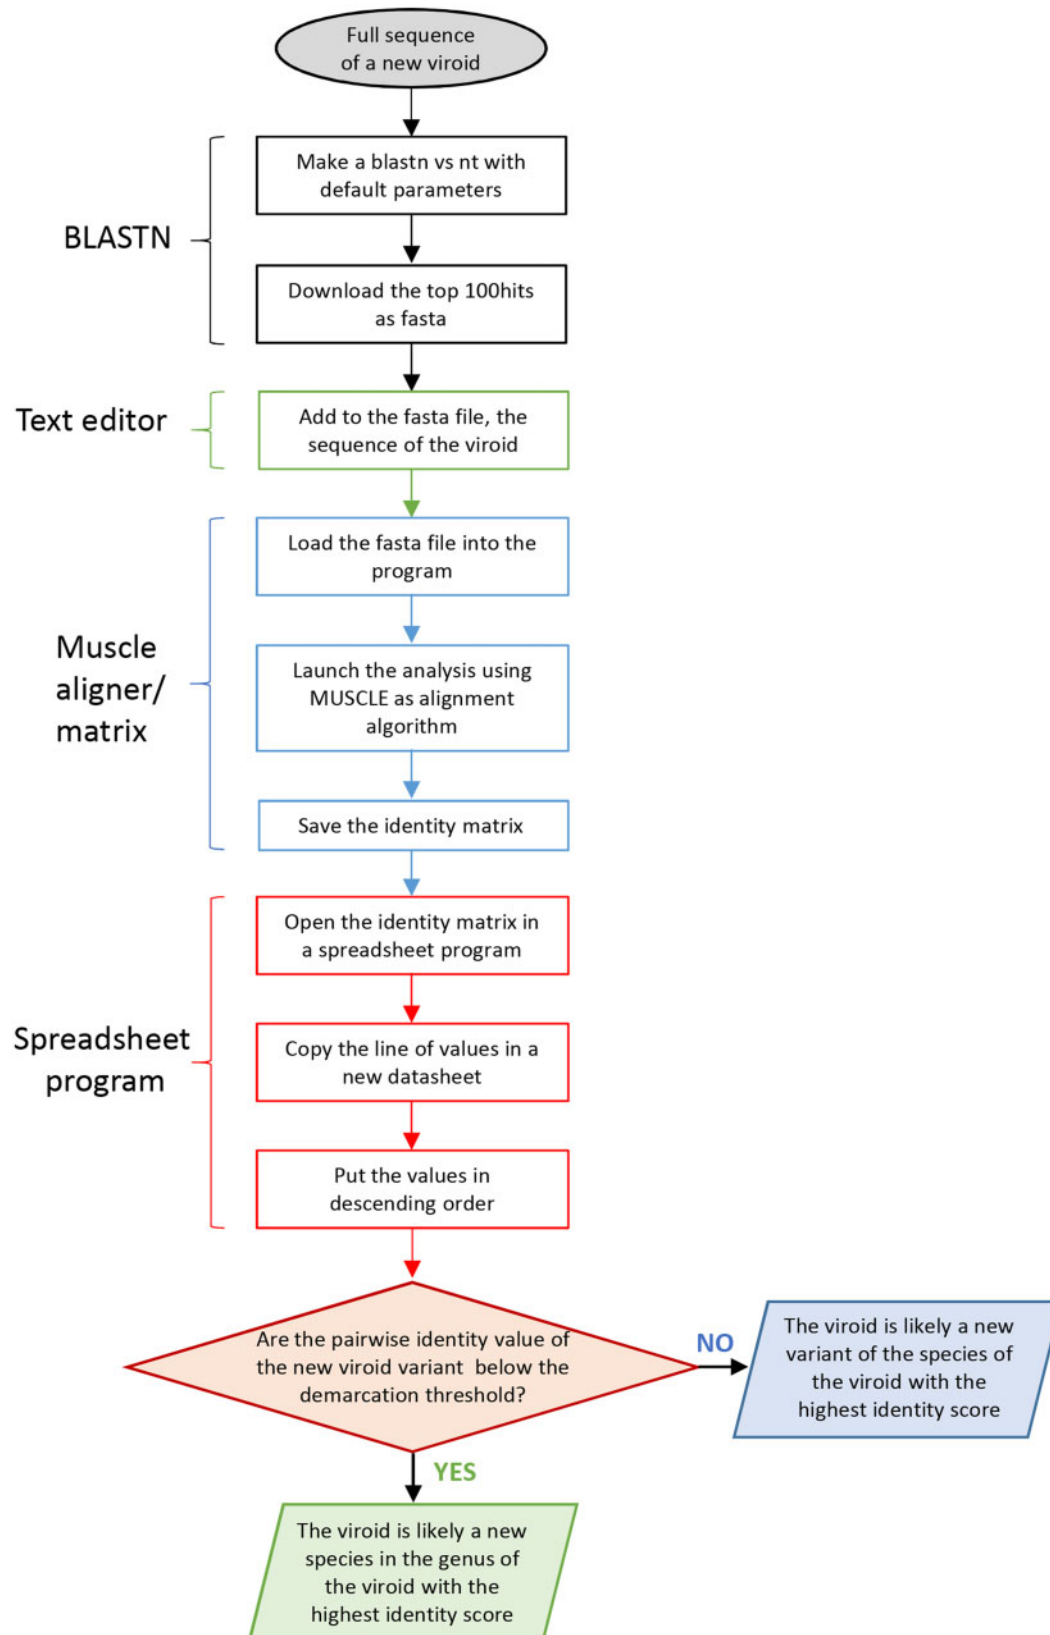 Full sequence
of a new viroid
BLASTN
Make a blastn vs nt with
default parameters
Download the top 100hits
as fasta
Text editor
Add to the fasta file, the
sequence of the viroid
Muscle
aligner/
matrix
Load the fasta file into the
program
Launch the analysis using
MUSCLE as alignment
algorithm
Save the identity matrix
Spreadsheet
program
Open the identity matrix in
a spreadsheet program
Copy the line of values in a
new datasheet
Put the values in
descending order
Are the pairwise identity value of
the new viroid variant  below the
demarcation threshold?
NO
The viroid is likely a new
variant of the species of
the viroid with the
highest identity score
YES
The viroid is likely a new
species in the genus of
the viroid with the
highest identity score